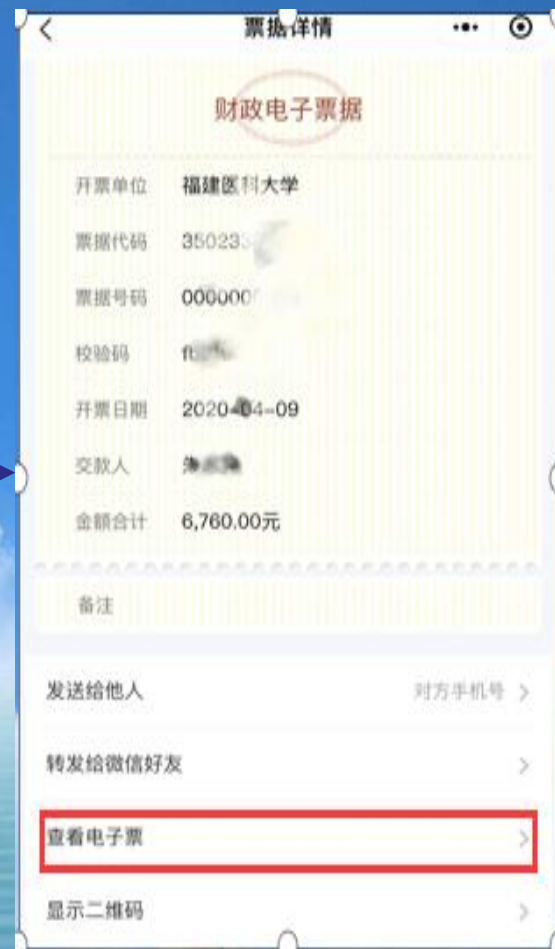 票据详情
财政电子票据
开票单位 福建医科大学
票据代码 35023
票据号码 000000
校验码
开票日期 2020-04-09
交款人
金额合计 6,760.00元
备注
发送给他人 对方手机号
转发给微信好友
查看电子票
显示二维码